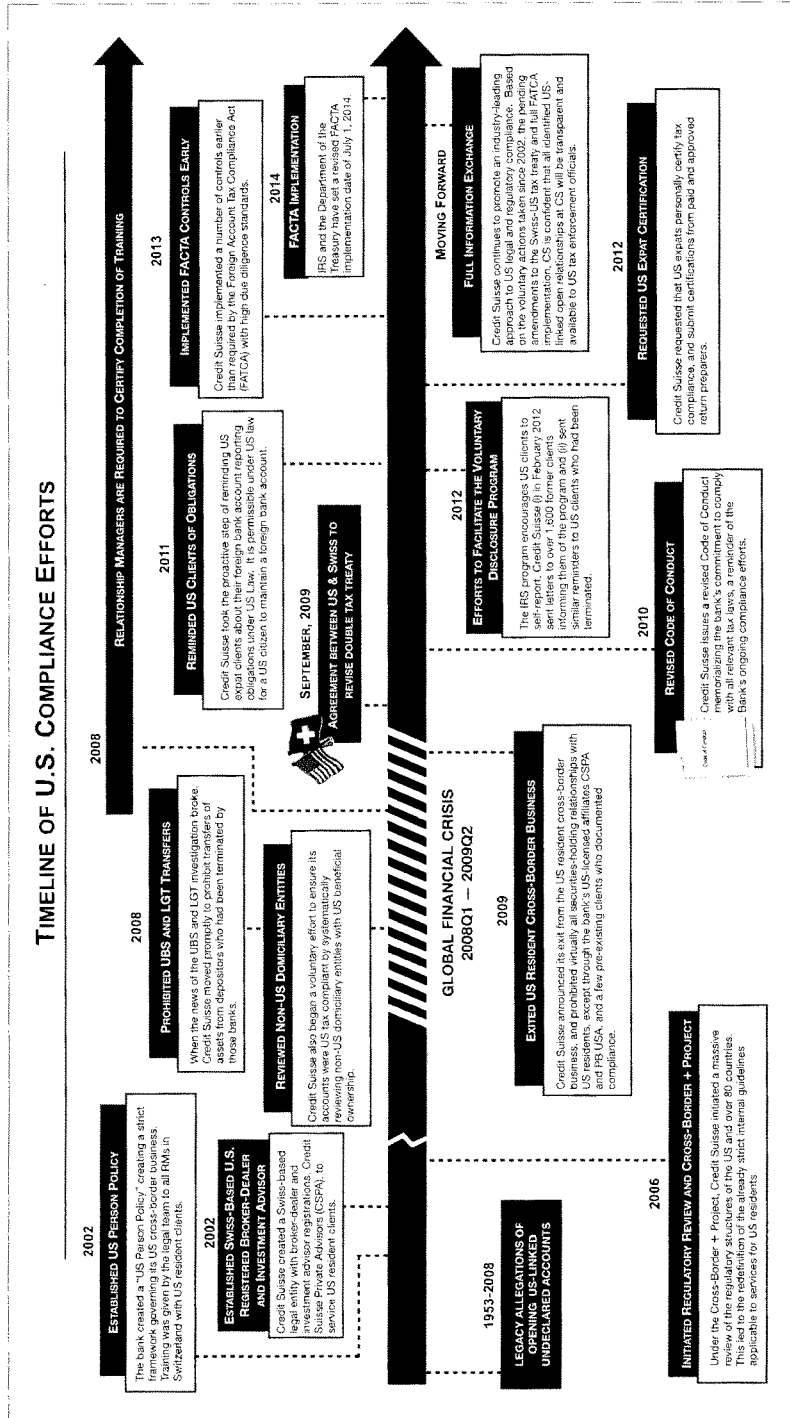 TIMELINE OF U.S. COMPLIANCE EFFORTS
2002
ESTABLISHED US PERSON POLICY
The bank created a "US Person Policy" creating a strict
framework governing its US cross-border business.
Training was given by the legal team to all RMs in
Switzerland with US resident clients.
2002
ESTABLISHED SWISS-BASED U.S.
REGISTERED BROKER-DEALER
AND INVESTMENT ADVISOR
Credit Suisse created a Swiss-based
legal entity with broker-dealer and
investment advisor registrations, Credit
Suisse Private Advisors (CSPA), to
service US resident clients.
2008
PROHIBITED UBS AND LGT TRANSFERS
When the news of the UBS and LGT investigation broke,
Credit Suisse moved promptly to prohibit transfers of
assets from depositors who had been terminated by
those banks.
REVIEWED NON-US DOMICILIARY ENTITIES
Credit Suisse also began a voluntary effort to ensure its
accounts were US tax compliant by systematically
reviewing non-US domiciliary entities with US beneficial
ownership.
2008
RELATIONSHIP MANAGERS ARE REQUIRED TO CERTIFY COMPLETION OF TRAINING
2011
REMINDED US CLIENTS OF OBLIGATIONS
Credit Suisse took the proactive step of reminding US
expat clients about their foreign bank account reporting
obligations under US Law. It is permissible under US law
for a US citizen to maintain a foreign bank account.
SEPTEMBER, 2009
AGREEMENT BETWEEN US & SWISS TO
REVISE DOUBLE TAX TREATY
2013
IMPLEMENTED FACTA CONTROLS EARLY
Credit Suisse implemented a number of controls earlier
than required by the Foreign Account Tax Compliance Act
(FATCA) with high due diligence standards.
2014
FACTA IMPLEMENTATION
IRS and the Department of the
Treasury have set a revised FACTA
implementation date of July 1, 2014.
1953-2008
LEGACY ALLEGATIONS OF
OPENING US-LINKED
UNDECLARED ACCOUNTS
2006
INITIATED REGULATORY REVIEW AND CROSS-BORDER + PROJECT
Under the Cross-Border + Project, Credit Suisse initiated a massive
review of the regulatory structures of the US and over 80 countries.
This led to the redefinition of the already strict internal guidelines
applicable to services for US residents.
GLOBAL FINANCIAL CRISIS
2008Q1 — 2009Q2
2009
EXITED US RESIDENT CROSS-BORDER BUSINESS
Credit Suisse announced its exit from the US resident cross-border
business, and prohibited virtually all securities-holding relationships with
US residents, except through the bank's US-licensed affiliates CSPA
and PB USA, and a few pre-existing clients who documented
compliance.
2010
REVISED CODE OF CONDUCT
Credit Suisse issues a revised Code of Conduct
memorializing the bank's commitment to comply
with all relevant tax laws, a reminder of the
Bank's ongoing compliance efforts.
2012
EFFORTS TO FACILITATE THE VOLUNTARY
DISCLOSURE PROGRAM
The IRS program encourages US clients to
self-report. Credit Suisse (i) in February 2012
sent letters to over 1,600 former clients
informing them of the program and (ii) sent
similar reminders to US clients who had been
terminated.
2012
REQUESTED US EXPAT CERTIFICATION
Credit Suisse requested that US expats personally certify tax
compliance, and submit certifications from paid and approved
return preparers.
MOVING FORWARD
FULL INFORMATION EXCHANGE
Credit Suisse continues to promote an industry-leading
approach to US legal and regulatory compliance. Based
on the voluntary actions taken since 2002, the pending
amendments to the Swiss-US tax treaty and full FATCA
implementation, CS is confident that all identified US-
linked open relationships at CS will be transparent and
available to US tax enforcement officials.